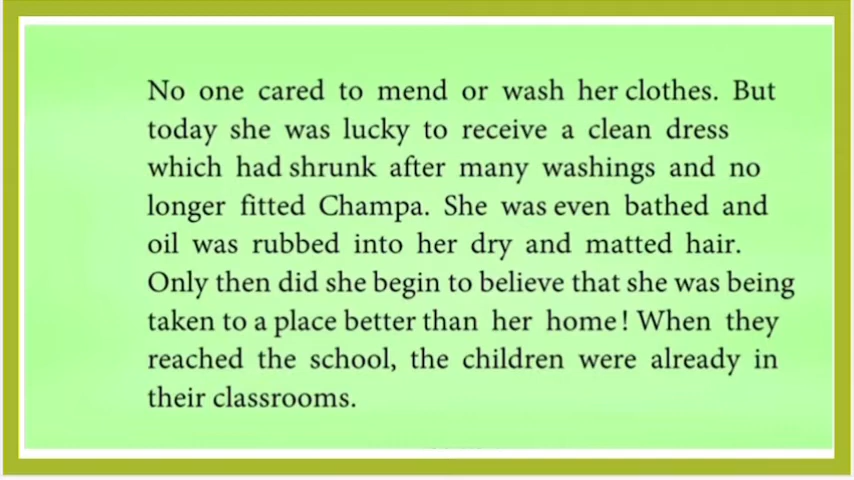 No one cared to mend or wash her clothes. But
today she was lucky to receive a clean dress
which had shrunk after many washings and no
longer fitted Champa. She was even bathed and
oil was rubbed into her dry and matted hair.
Only then did she begin to believe that she was being
taken to a place better than her home! When they
reached the school, the children were already in
their classrooms.